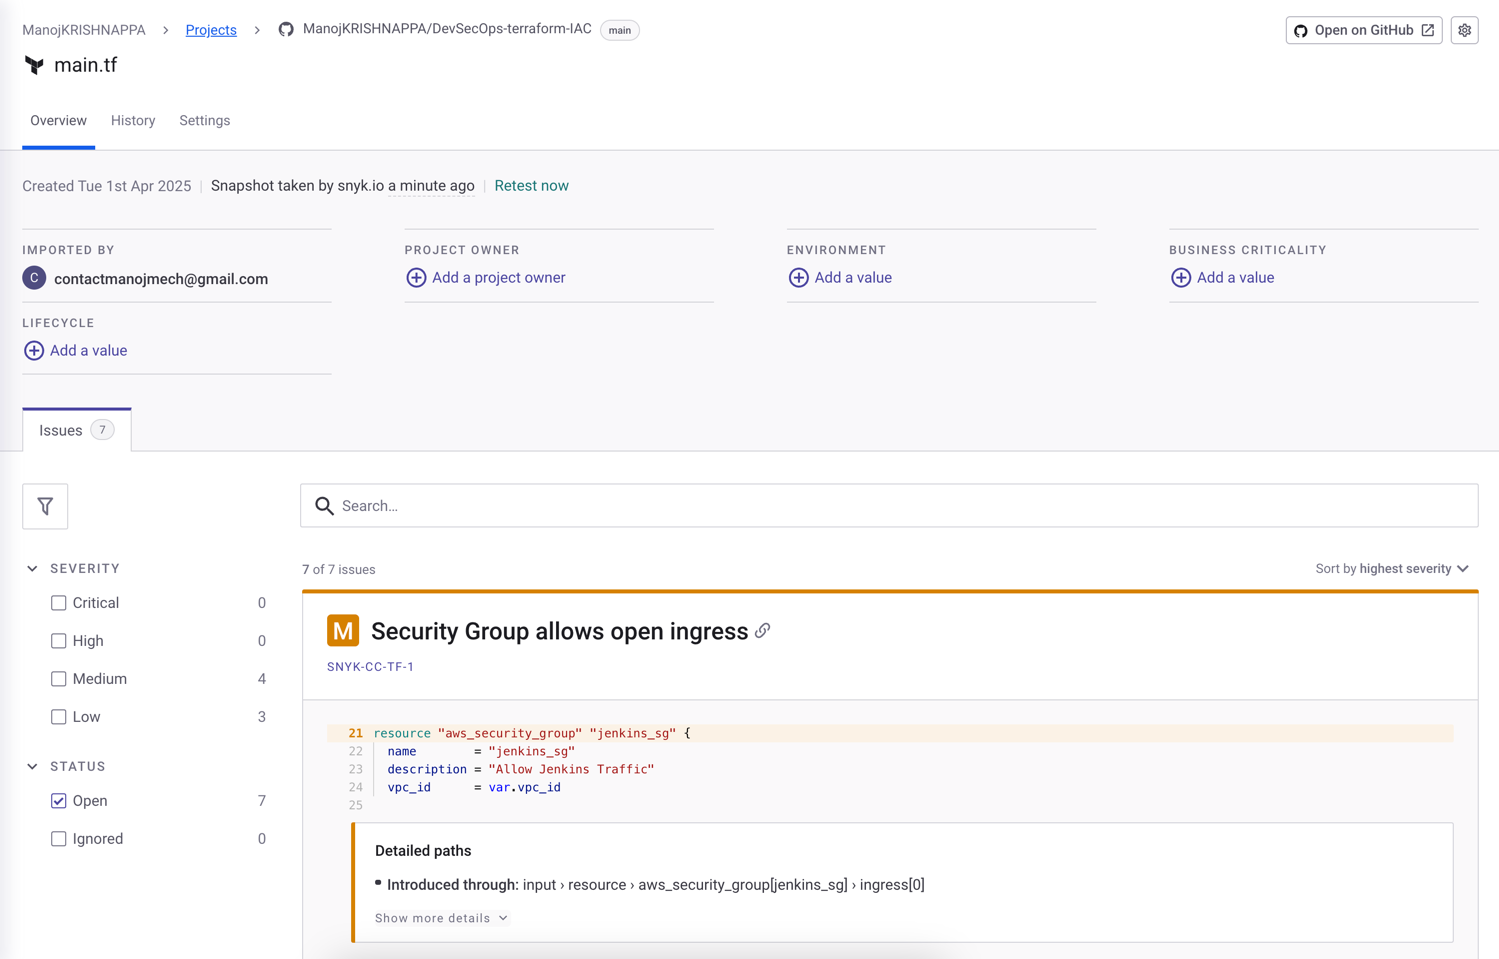 ManojKRISHNAPPA > Projects > ManojKRISHNAPPA/DevSecOps-terraform-IAC main
Open on GitHub
main.tf
Overview History Settings
Created Tue 1st Apr 2025 | Snapshot taken by snyk.io a minute ago | Retest now
IMPORTED BY
C contactmanojmech@gmail.com
PROJECT OWNER
Add a project owner
ENVIRONMENT
Add a value
BUSINESS CRITICALITY
Add a value
LIFECYCLE
Add a value
Issues 7
Search...
SEVERITY
Critical 0
High 0
Medium 4
Low 3
STATUS
Open 7
Ignored 0
7 of 7 issues
Sort by highest severity
M Security Group allows open ingress
SNYK-CC-TF-1
21 resource "aws_security_group" "jenkins_sg" {
22 name = "jenkins_sg"
23 description = "Allow Jenkins Traffic"
24 vpc_id = var.vpc_id
25
Detailed paths
Introduced through: input › resource › aws_security_group[jenkins_sg] › ingress[0]
Show more details